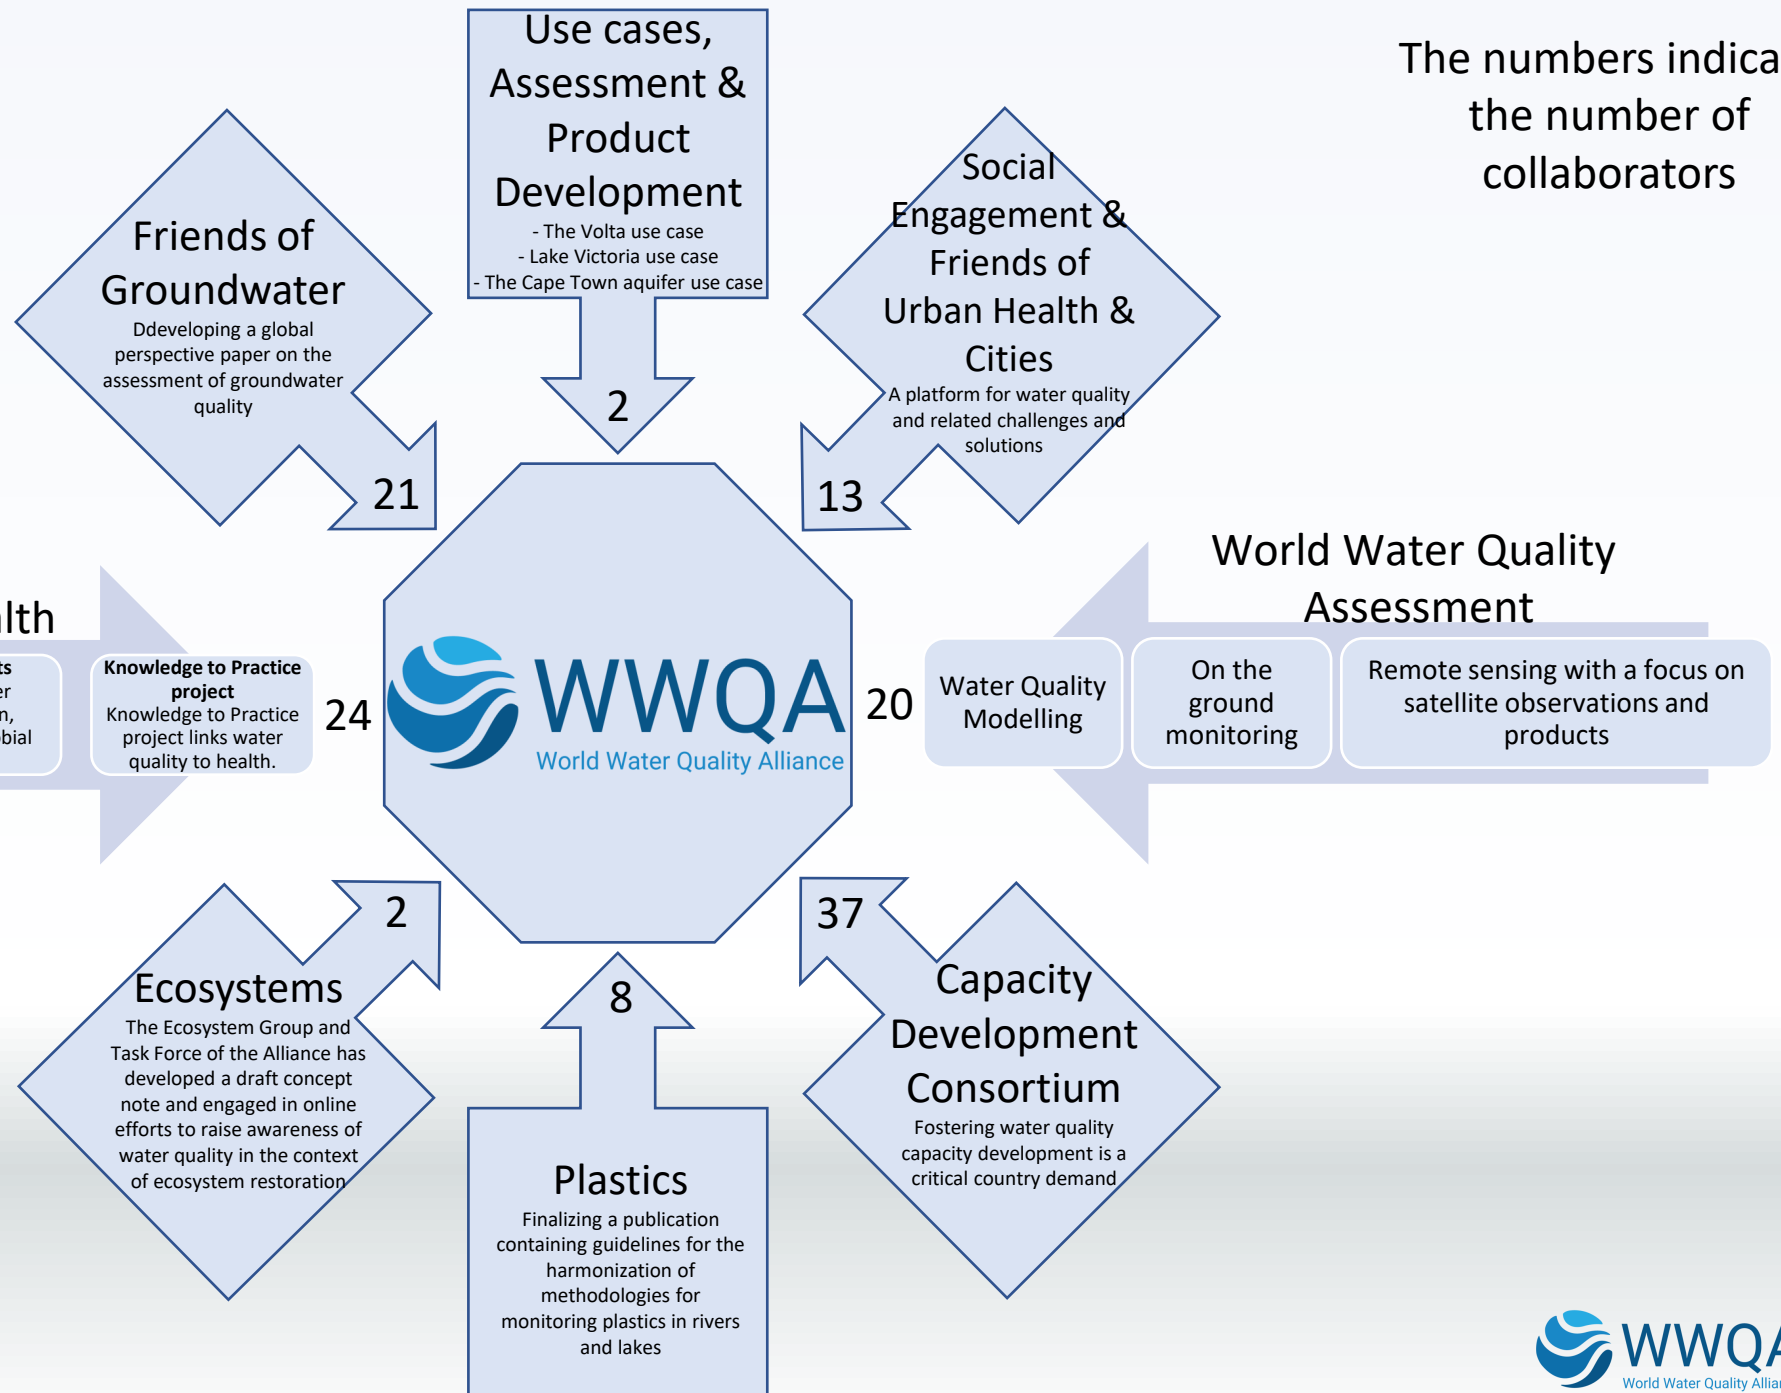 Use cases,
Assessment &
Product
Development
- The Volta use case
- Lake Victoria use case
- The Cape Town aquifer use case
2
The numbers indica
the number of
collaborators
Friends of
Groundwater
Ddeveloping a global
perspective paper on the
assessment of groundwater
quality
21
Social
Engagement &
Friends of
Urban Health &
Cities
A platform for water quality
and related challenges and
solutions
13
lth
ts
er
n,
bial
Knowledge to Practice
project
Knowledge to Practice
project links water
quality to health.
24
WWQA
World Water Quality Alliance
20
World Water Quality
Assessment
Water Quality
Modelling
On the
ground
monitoring
Remote sensing with a focus on
satellite observations and
products
2
Ecosystems
The Ecosystem Group and
Task Force of the Alliance has
developed a draft concept
note and engaged in online
efforts to raise awareness of
water quality in the context
of ecosystem restoration
8
Plastics
Finalizing a publication
containing guidelines for the
harmonization of
methodologies for
monitoring plastics in rivers
and lakes
37
Capacity
Development
Consortium
Fostering water quality
capacity development is a
critical country demand
WWQA
World Water Quality Allian